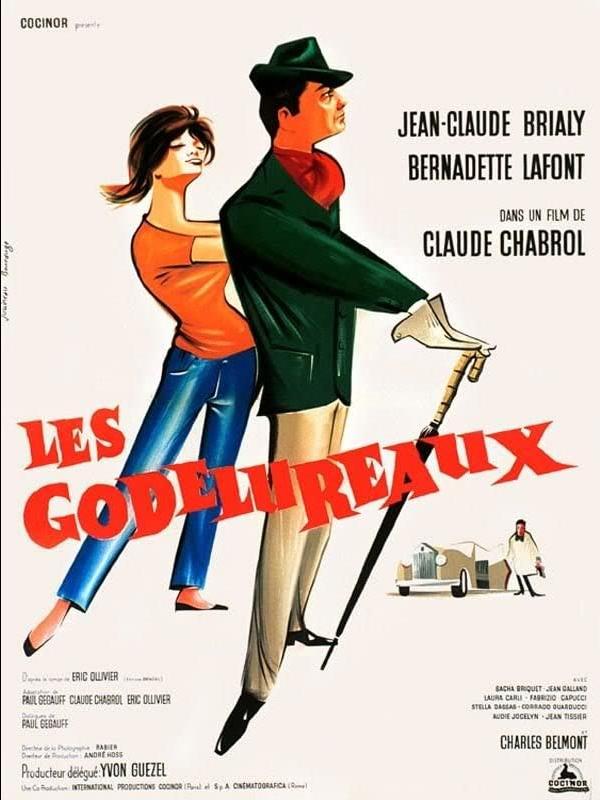 COCINOR présente
JEAN-CLAUDE BRIALY
BERNADETTE LAFONT
DANS UN FILM DE
CLAUDE CHABROL
LES
GODELUREAUX
D'après le roman de ERIC OLLIVIER
Adaptation de
PAUL GEGAUFF CLAUDE CHABROL ERIC OLLIVIER
Dialogues de
PAUL GEGAUFF
Directeur de la Photographie : RABIER
Directeur de Production : ANDRÉ HOSS
Producteur délégué: YVON GUEZEL
Une Co-Production : INTERNATIONAL PRODUCTIONS COCINOR (Paris) et S.p.A. CINÉMATOGRAFICA (Rome)
AVEC
SACHA BRIQUET - JEAN GALLAND
LAURA CARLI - FABRIZIO CAPUCCI
STELLA DASSAS - CORRADO GUARDUCCI
AUDIE JOCELYN - JEAN TISSIER
ET
CHARLES BELMONT
DISTRIBUTION
COCINOR